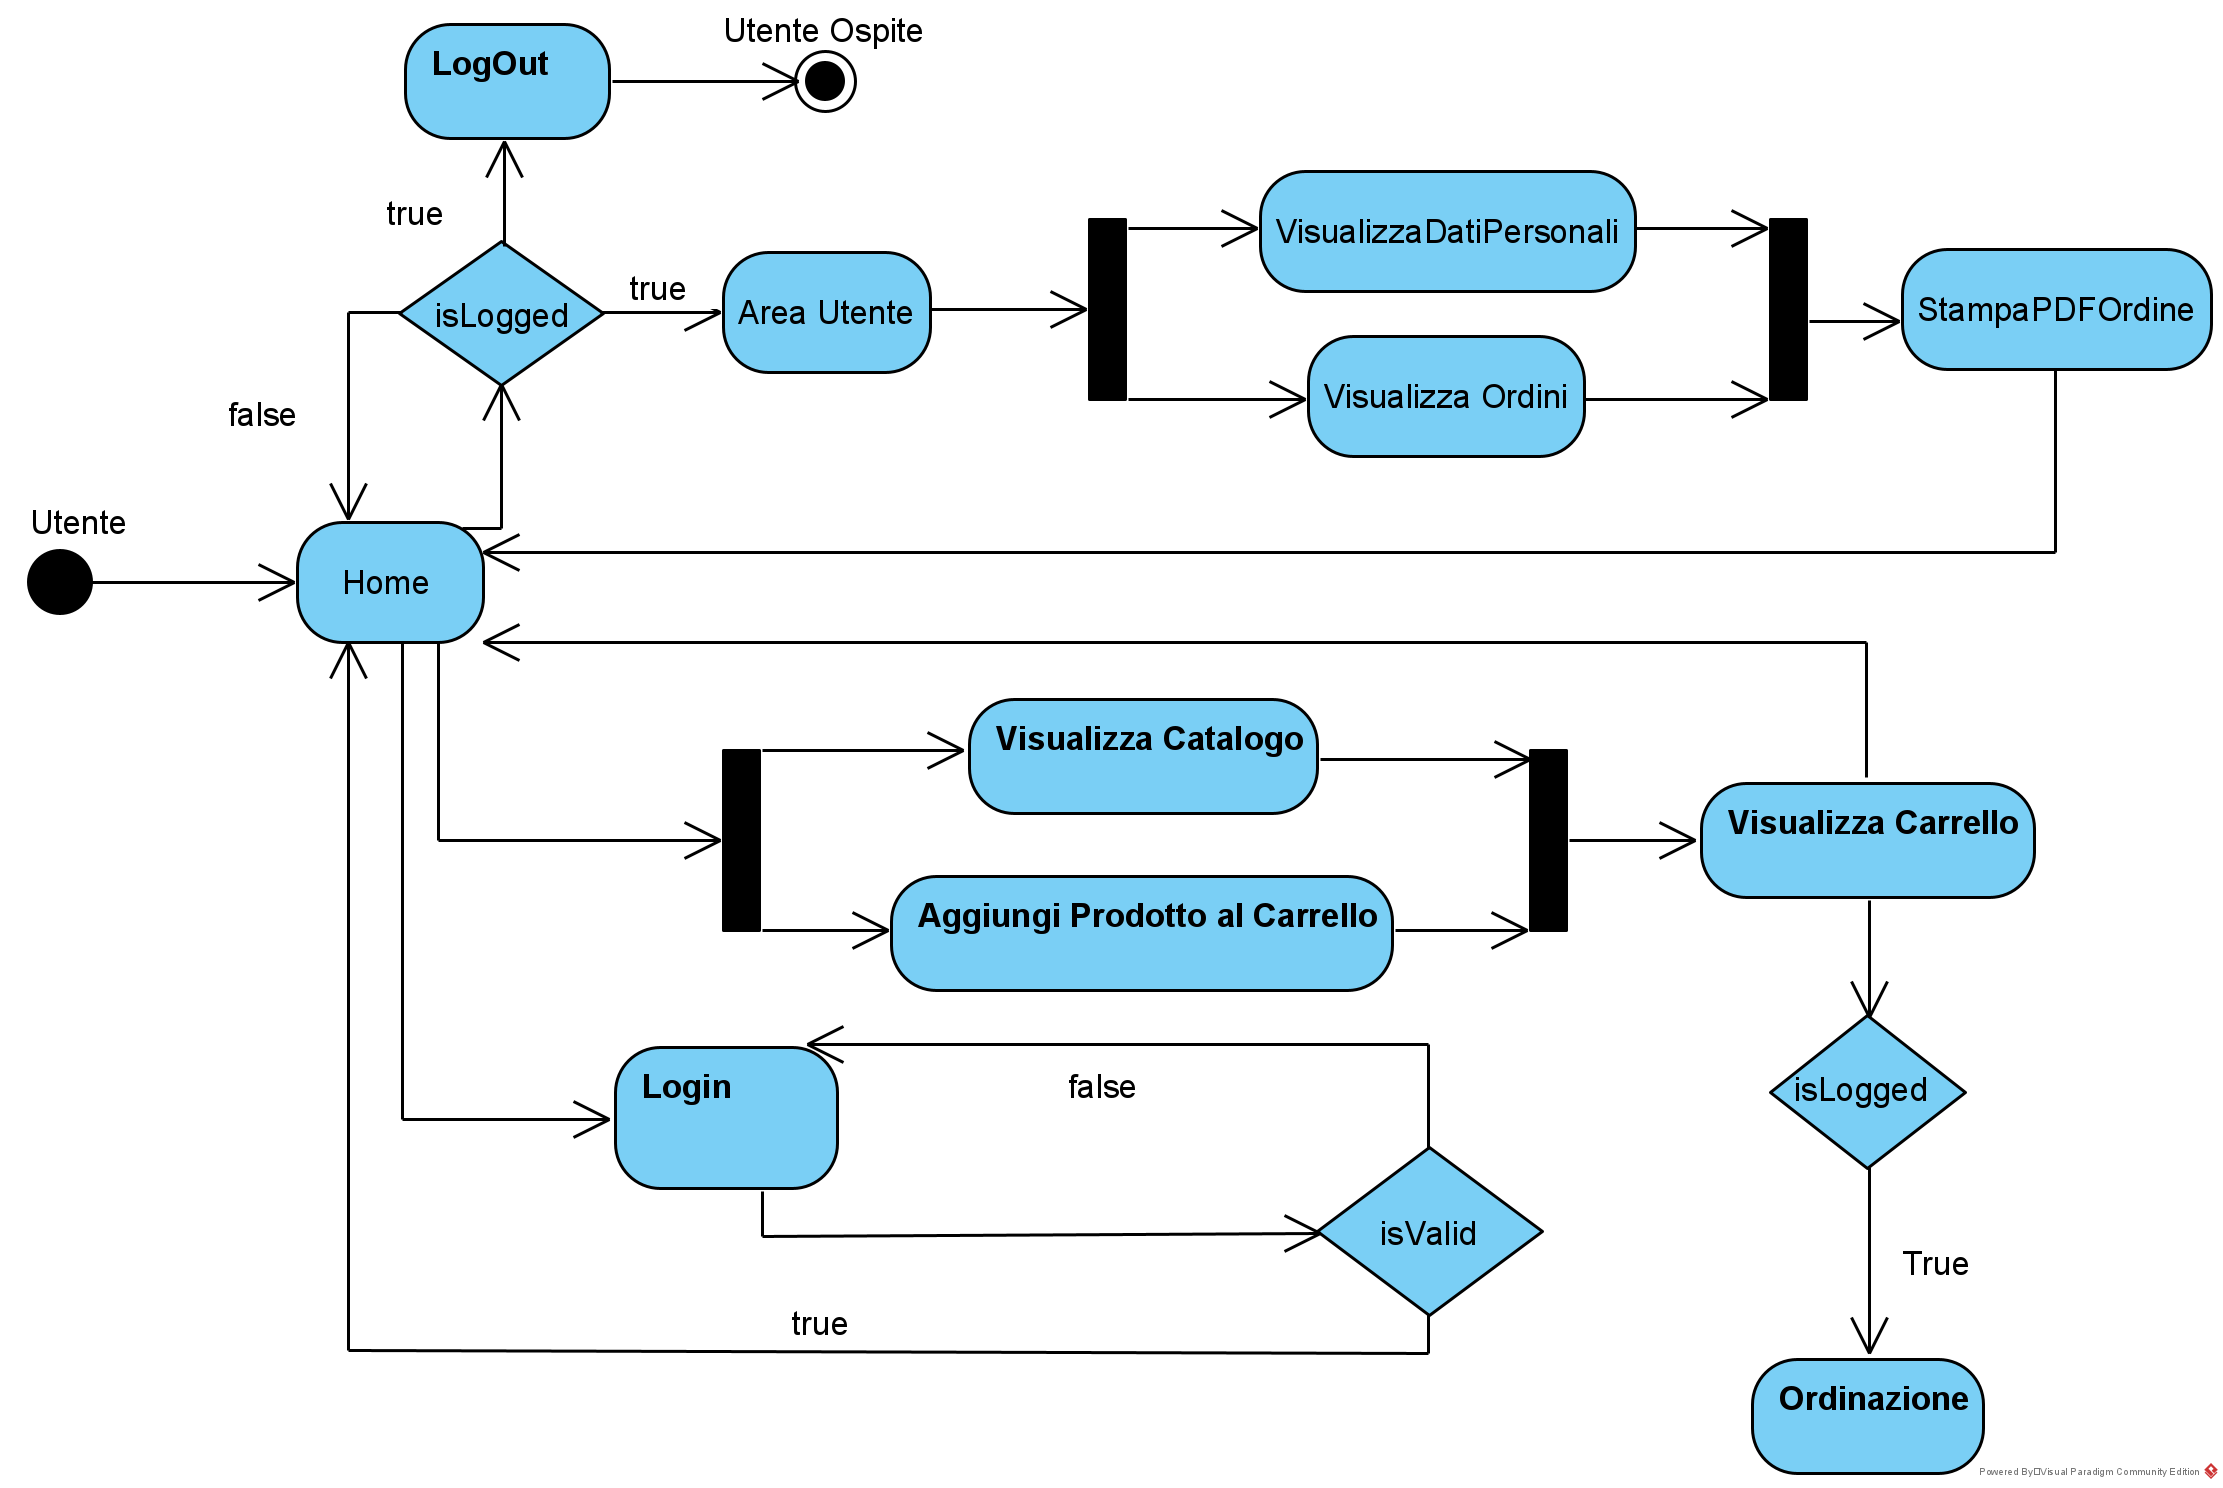 Utente Ospite
LogOut
true
isLogged
true
Area Utente
VisualizzaDatiPersonali
Visualizza Ordini
StampaPDFOrdine
false
Utente
Home
Visualizza Catalogo
Visualizza Carrello
Aggiungi Prodotto al Carrello
Login
false
isLogged
isValid
True
true
Ordinazione
Powered By Visual Paradigm Community Edition